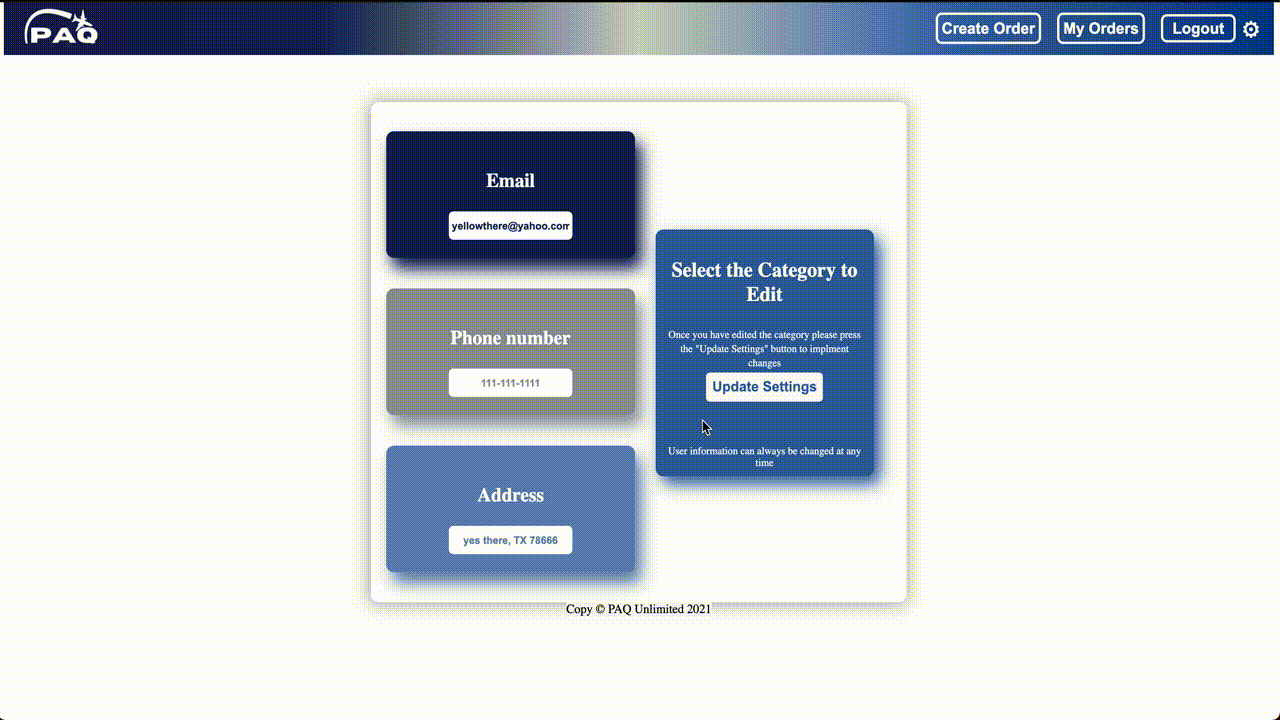 PAQ
Create Order
My Orders
Logout
Email
yellowthere@yahoo.com
Phone number
111-111-1111
Address
yes there, TX 78666
Select the Category to
Edit
Once you have edited the category please press
the "Update Settings" button to implment
changes
Update Settings
User information can always be changed at any
time
Copy © PAQ Unlimited 2021